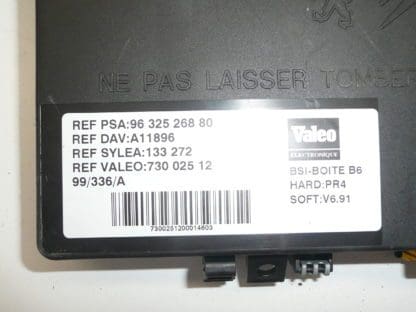 NE PAS LAISSER TOMBER
REF PSA:96 325 268 80
REF DAV:A11896
REF SYLEA:133 272
REF VALEO:730 025 12
99/336/A
7300251200014603
Valeo
ELECTRONIQUE
BSI-BOITE B6
HARD:PR4
SOFT:V6.91